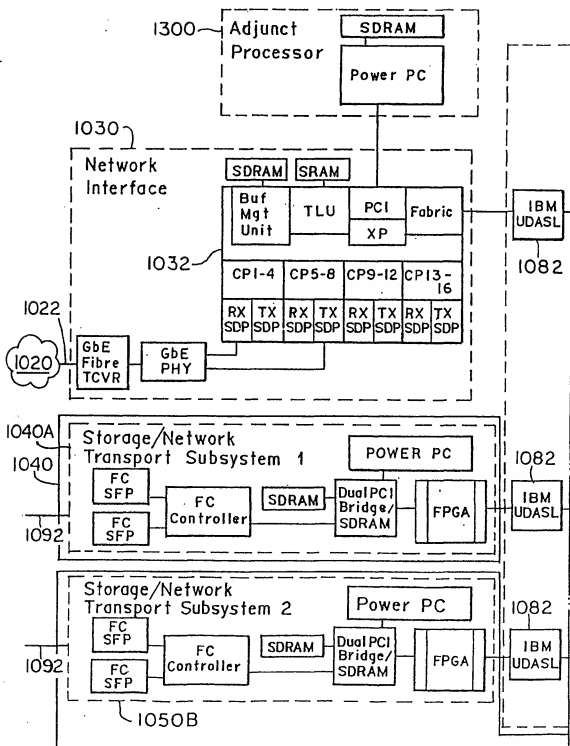 1300
Adjunct
Processor
SDRAM
Power PC
1030
Network
Interface
SDRAM
SRAM
Buf
Mgt
Unit
TLU
PCI
XP
Fabric
IBM
UDASL
1082
1032
CP1-4
CP5-8
CP9-12
CP13-
16
RX
SDP
TX
SDP
RX
SDP
TX
SDP
RX
SDP
TX
SDP
RX
SDP
TX
SDP
1022
1020
GbE
Fibre
TCVR
GbE
PHY
1040A
1040
1092
Storage/Network
Transport Subsystem 1
FC
SFP
FC
SFP
FC
Controller
SDRAM
POWER PC
Dual PCI
Bridge/
SDRAM
FPGA
1082
IBM
UDASL
1092
Storage/Network
Transport Subsystem 2
FC
SFP
FC
SFP
FC
Controller
SDRAM
Power PC
Dual PCI
Bridge/
SDRAM
FPGA
1082
IBM
UDASL
1050B